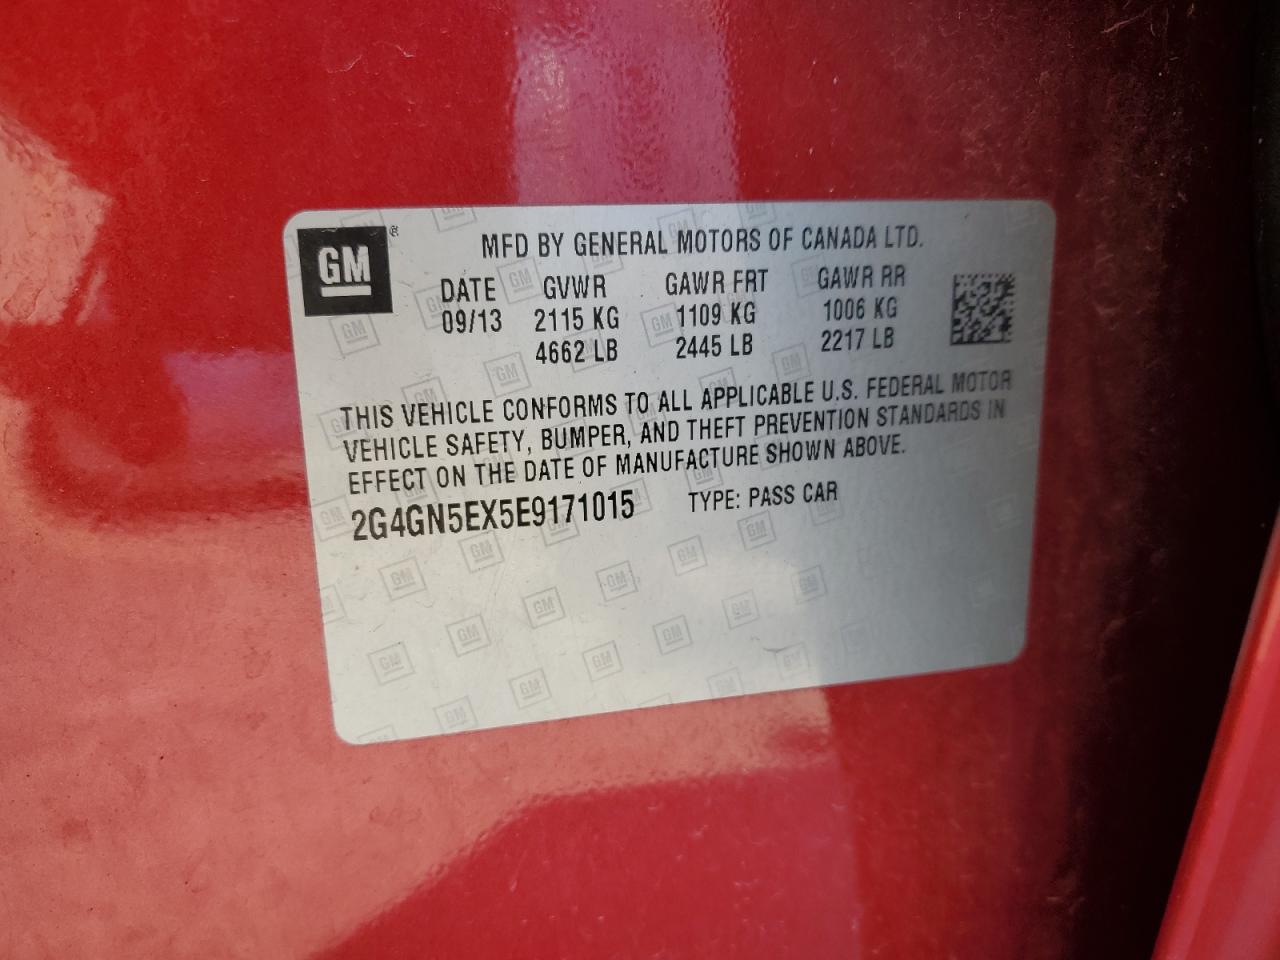 GM ®
MFD BY GENERAL MOTORS OF CANADA LTD.
DATE GVWR GAWR FRT GAWR RR
09/13 2115 KG 1109 KG 1006 KG
4662 LB 2445 LB 2217 LB
THIS VEHICLE CONFORMS TO ALL APPLICABLE U.S. FEDERAL MOTOR
VEHICLE SAFETY, BUMPER, AND THEFT PREVENTION STANDARDS IN
EFFECT ON THE DATE OF MANUFACTURE SHOWN ABOVE.
2G4GN5EX5E9171015 TYPE: PASS CAR